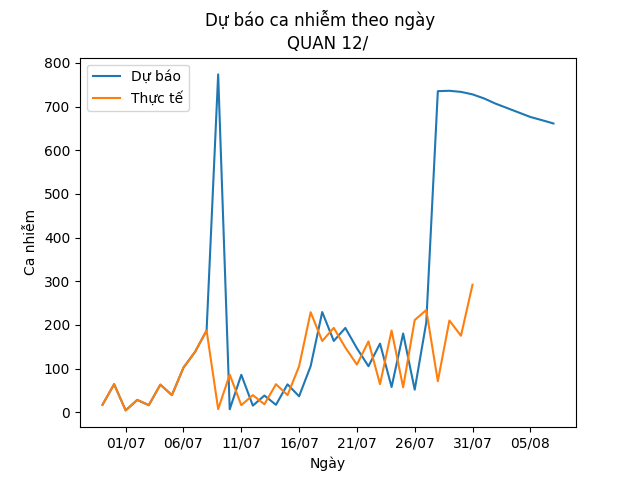 Dự báo ca nhiễm theo ngày
QUAN 12/
Dự báo
Thực tế
Ca nhiễm
800
700
600
500
400
300
200
100
0
01/07 06/07 11/07 16/07 21/07 26/07 31/07 05/08
Ngày